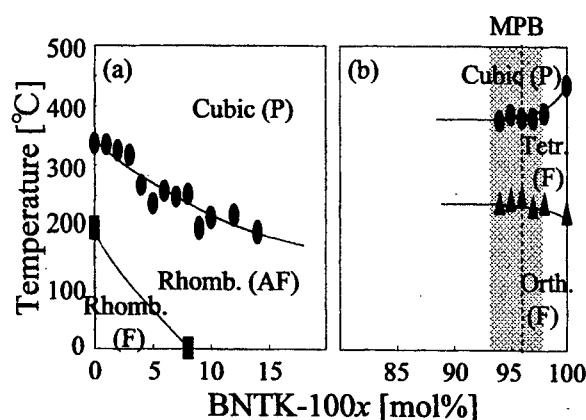 MPB
500
400
300
200
100
0
Temperature [℃]
(a)
Cubic (P)
Rhomb. (AF)
Rhomb.
(F)
0
5
10
15
(b)
Cubic (P)
Tetr.
(F)
Orth.
(F)
85
90
95
100
BNTK-100x [mol%]